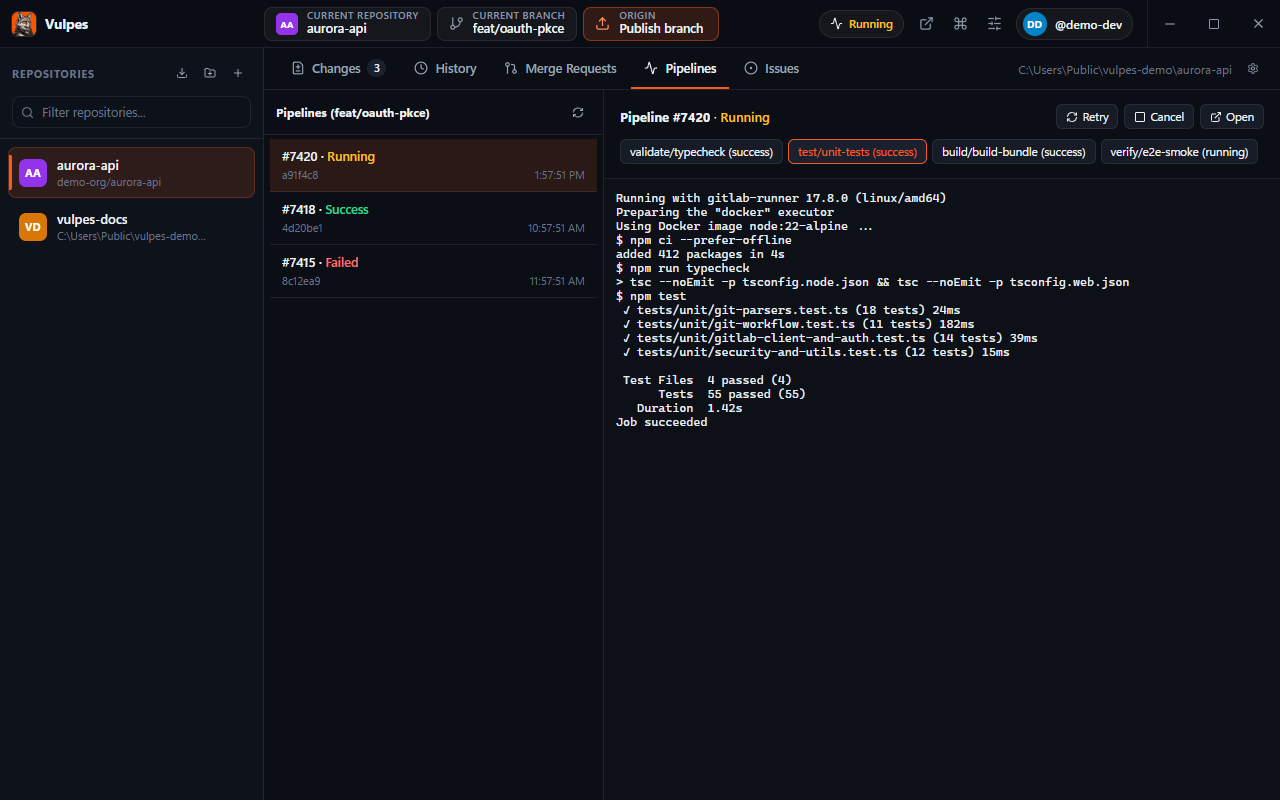 Vulpes
AA
CURRENT REPOSITORY
aurora-api
CURRENT BRANCH
feat/oauth-pkce
ORIGIN
Publish branch
Running
DD
@demo-dev
REPOSITORIES
Changes 3
History
Merge Requests
Pipelines
Issues
C:\Users\Public\vulpes-demo\aurora-api
Filter repositories...
AA
aurora-api
demo-org/aurora-api
VD
vulpes-docs
C:\Users\Public\vulpes-demo...
Pipelines (feat/oauth-pkce)
#7420 · Running
a91f4c8 1:57:51 PM
#7418 · Success
4d20be1 10:57:51 AM
#7415 · Failed
8c12ea9 11:57:51 AM
Pipeline #7420 · Running
Retry
Cancel
Open
validate/typecheck (success)
test/unit-tests (success)
build/build-bundle (success)
verify/e2e-smoke (running)
Running with gitlab-runner 17.8.0 (linux/amd64)
Preparing the "docker" executor
Using Docker image node:22-alpine ...
$ npm ci --prefer-offline
added 412 packages in 4s
$ npm run typecheck
> tsc --noEmit -p tsconfig.node.json && tsc --noEmit -p tsconfig.web.json
$ npm test
✓ tests/unit/git-parsers.test.ts (18 tests) 24ms
✓ tests/unit/git-workflow.test.ts (11 tests) 182ms
✓ tests/unit/gitlab-client-and-auth.test.ts (14 tests) 39ms
✓ tests/unit/security-and-utils.test.ts (12 tests) 15ms
Test Files 4 passed (4)
Tests 55 passed (55)
Duration 1.42s
Job succeeded